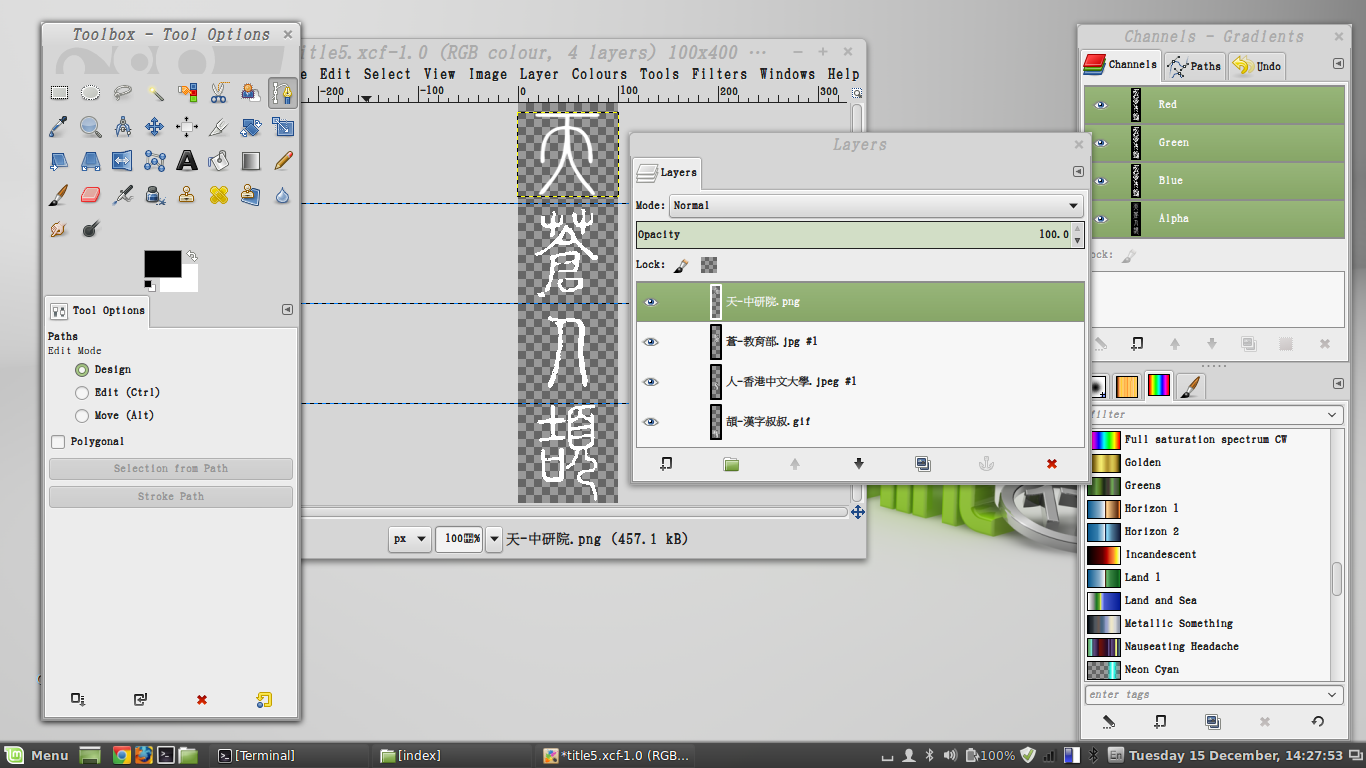 Toolbox - Tool Options
title5.xcf-1.0 (RGB colour, 4 layers) 100x400 ...
Edit Select View Image Layer Colours Tools Filters Windows Help
-200 -100 0 100 200 300
天
蒼
人
頡
px 100% 天-中研院.png (457.1 kB)
Tool Options
Paths
Edit Mode
Design
Edit (Ctrl)
Move (Alt)
Polygonal
Selection from Path
Stroke Path
Layers
Layers
Mode: Normal
Opacity 100.0
Lock:
天-中研院.png
蒼-教育部.jpg #1
人-香港中文大學.jpeg #1
頡-漢字叔叔.gif
Channels - Gradients
Channels Paths Undo
Red
Green
Blue
Alpha
ock:
filter
Full saturation spectrum CW
Golden
Greens
Horizon 1
Horizon 2
Incandescent
Land 1
Land and Sea
Metallic Something
Nauseating Headache
Neon Cyan
enter tags
Menu [Terminal] [index] *title5.xcf-1.0 (RGB... 100% En Tuesday 15 December, 14:27:53